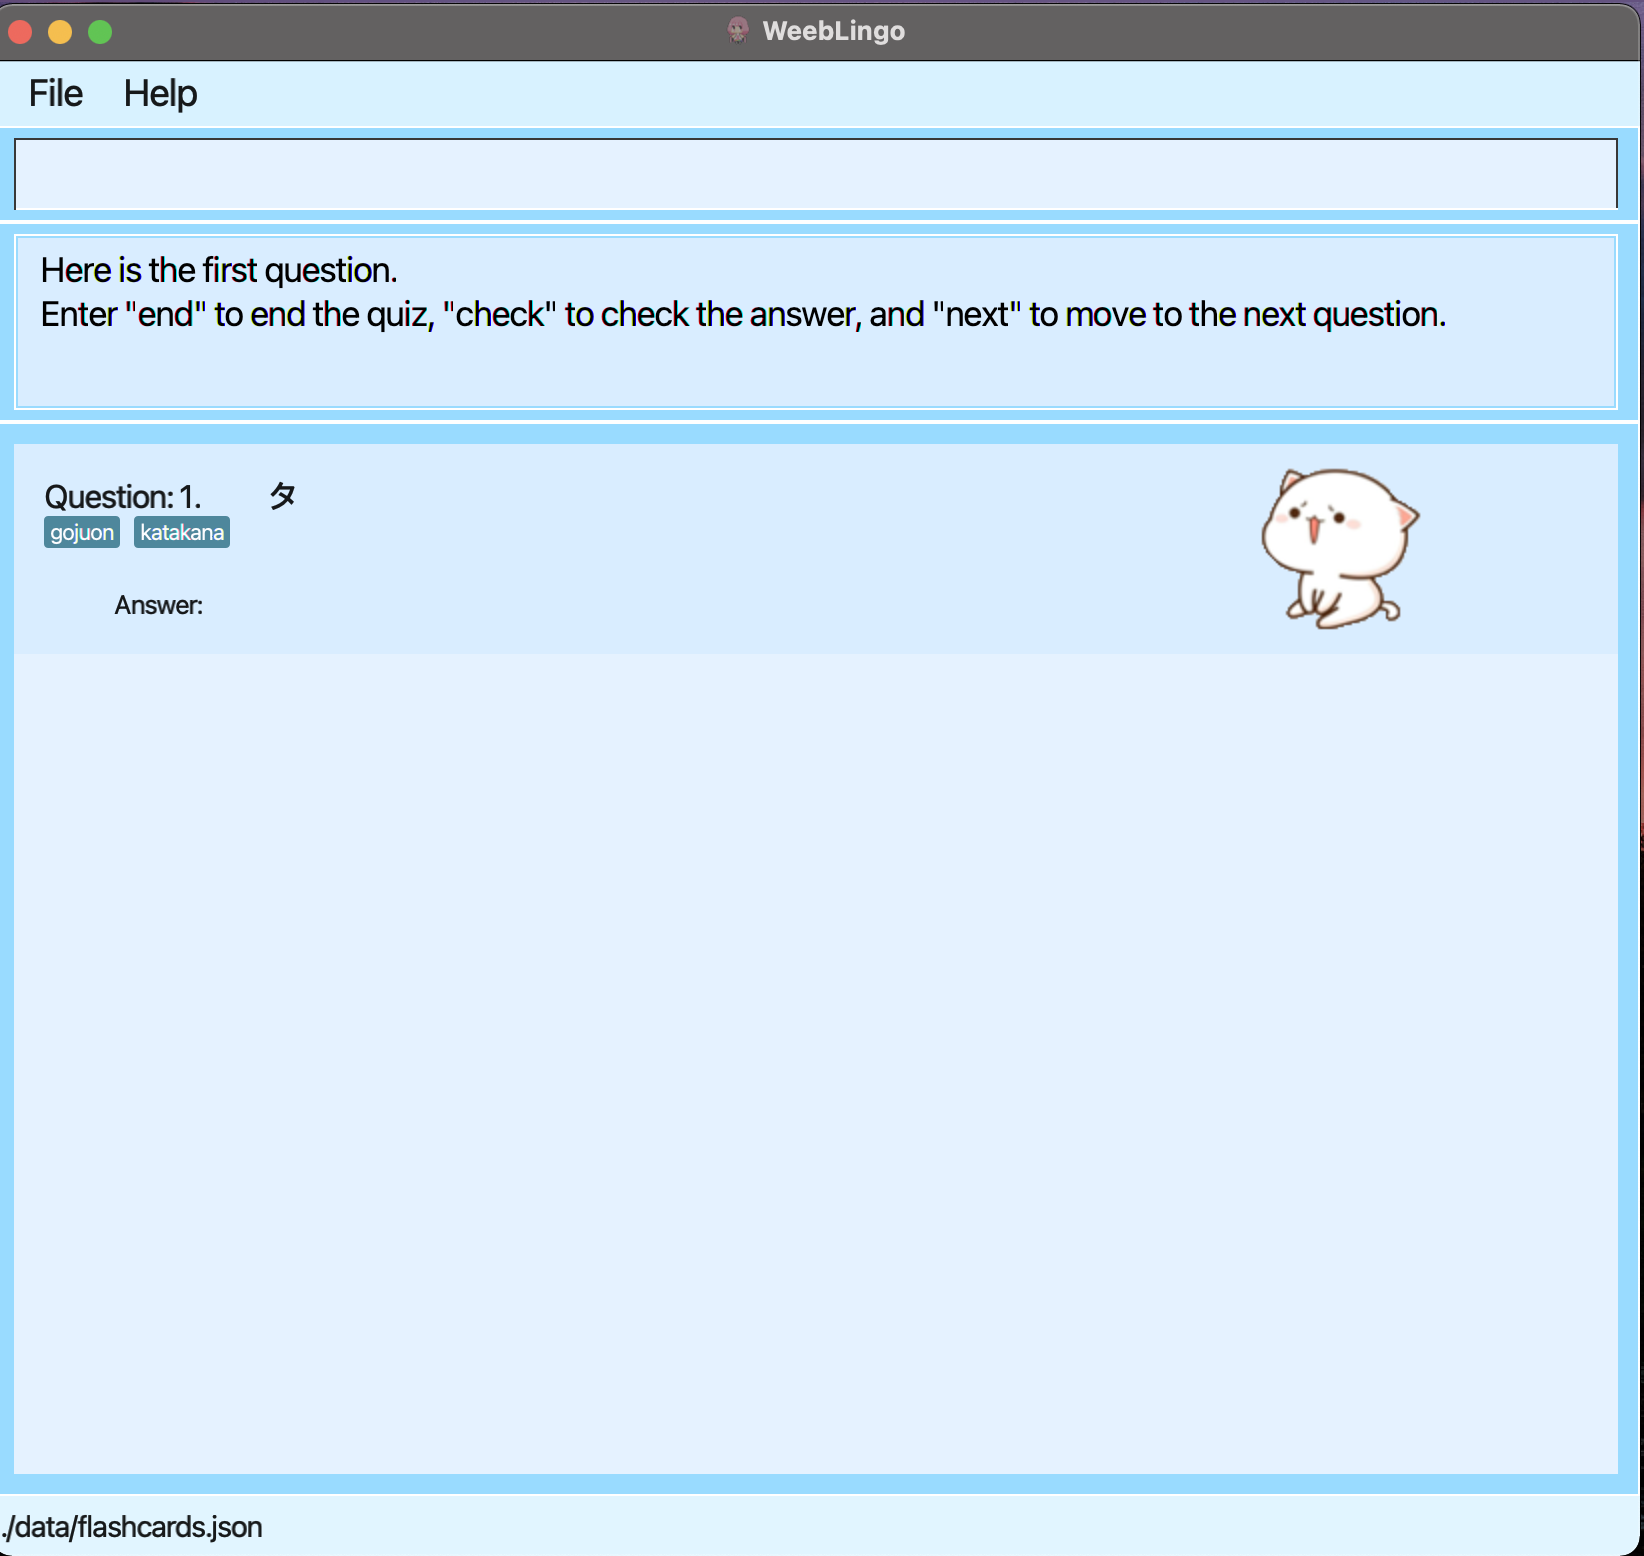 WeebLingo
File Help
Here is the first question.
Enter "end" to end the quiz, "check" to check the answer, and "next" to move to the next question.
Question: 1. タ
gojuon katakana
Answer:
./data/flashcards.json